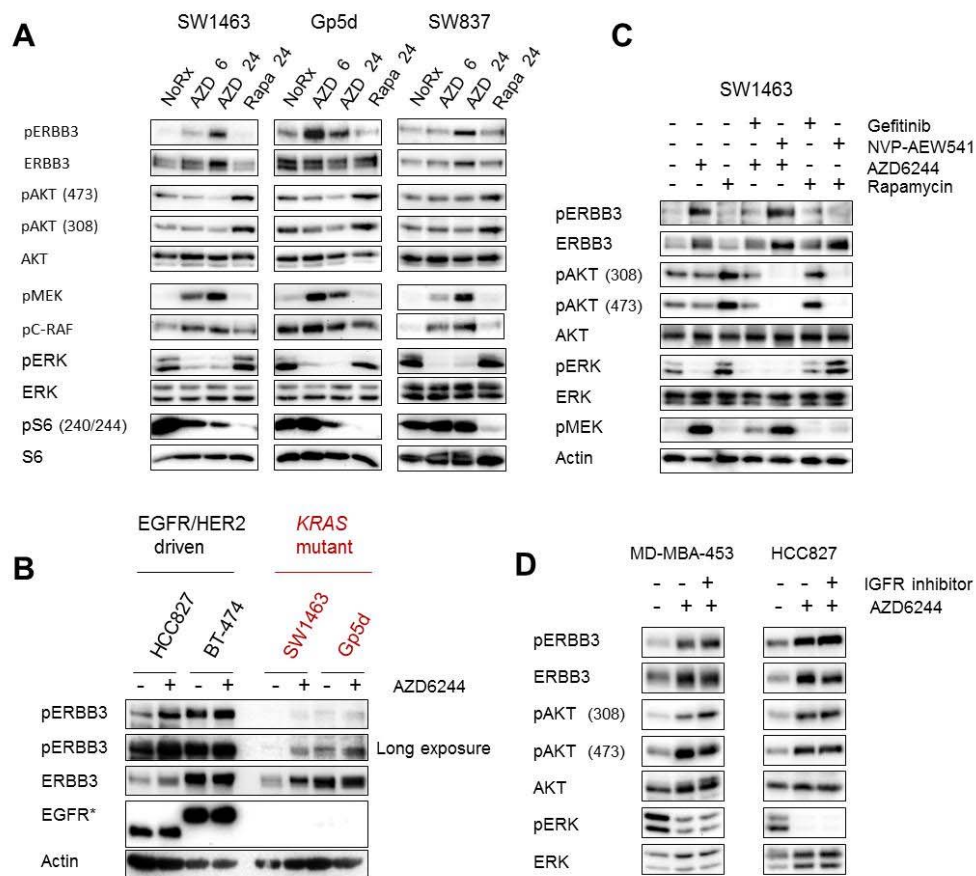 A
SW1463 Gp5d SW837
NoRx AZD 6 AZD 24 Rapa 24 NoRx AZD 6 AZD 24 Rapa 24 NoRx AZD 6 AZD 24 Rapa 24
pERBB3
ERBB3
pAKT (473)
pAKT (308)
AKT
pMEK
pC-RAF
pERK
ERK
pS6 (240/244)
S6
C
SW1463
- - - + - + - Gefitinib
- - - - + - + NVP-AEW541
- + - + + - - AZD6244
- - + - - + + Rapamycin
pERBB3
ERBB3
pAKT (308)
pAKT (473)
AKT
pERK
ERK
pMEK
Actin
B
EGFR/HER2 KRAS
driven mutant
HCC827 BT-474 SW1463 Gp5d
- + - + - + - + AZD6244
pERBB3
pERBB3 Long exposure
ERBB3
EGFR*
Actin
D
MD-MBA-453 HCC827
- - + - - + IGFR inhibitor
- + + - + + AZD6244
pERBB3
ERBB3
pAKT (308)
pAKT (473)
AKT
pERK
ERK